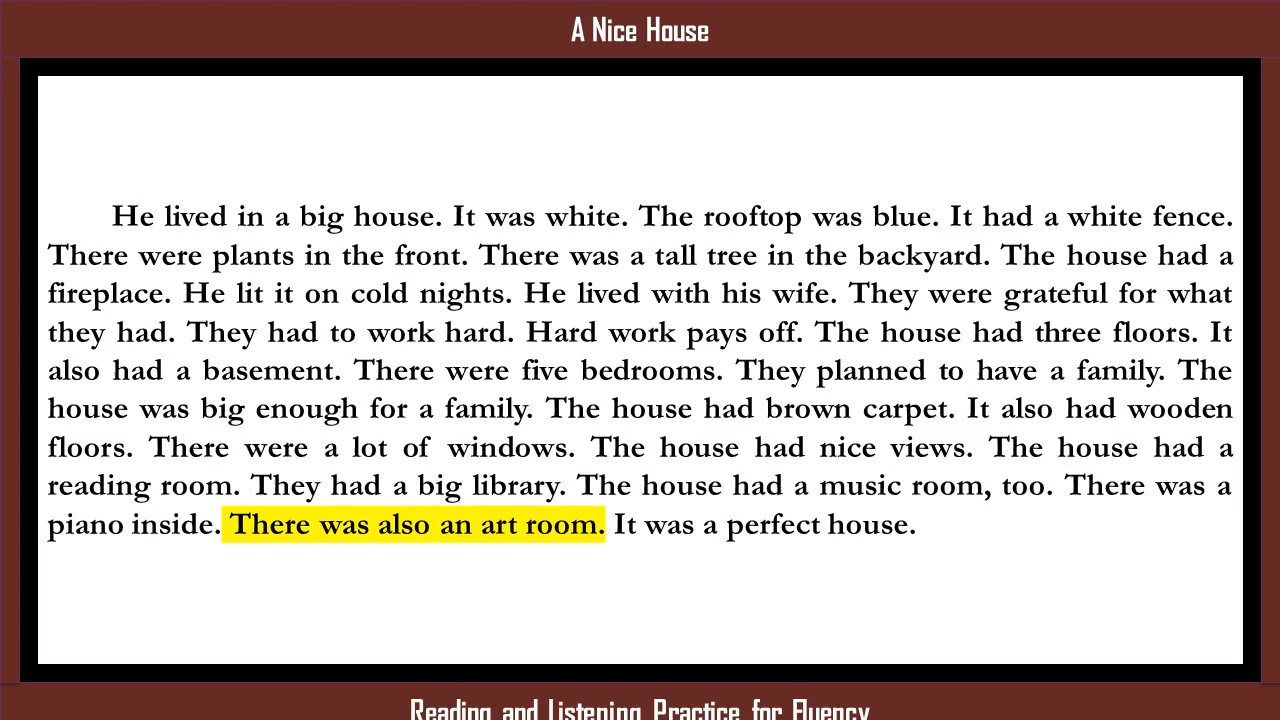 A Nice House
He lived in a big house. It was white. The rooftop was blue. It had a white fence.
There were plants in the front. There was a tall tree in the backyard. The house had a
fireplace. He lit it on cold nights. He lived with his wife. They were grateful for what
they had. They had to work hard. Hard work pays off. The house had three floors. It
also had a basement. There were five bedrooms. They planned to have a family. The
house was big enough for a family. The house had brown carpet. It also had wooden
floors. There were a lot of windows. The house had nice views. The house had a
reading room. They had a big library. The house had a music room, too. There was a
piano inside. There was also an art room. It was a perfect house.
Reading and Listening Practice for Fluency